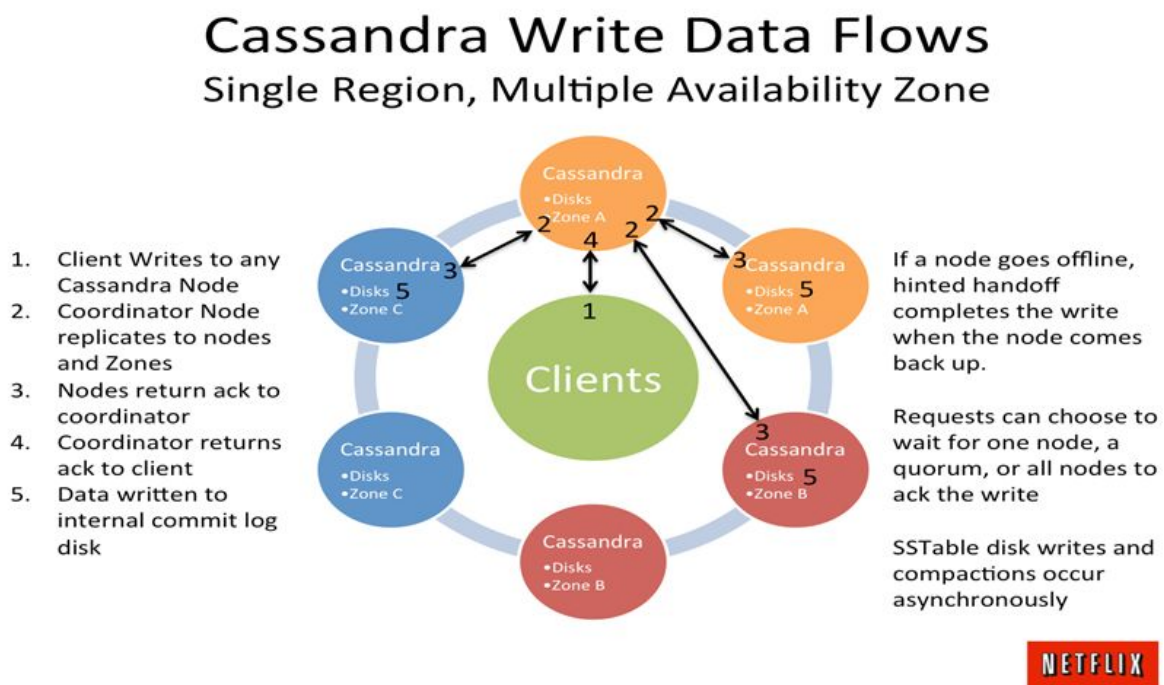 Cassandra Write Data Flows
Single Region, Multiple Availability Zone
1. Client Writes to any
Cassandra Node
2. Coordinator Node
replicates to nodes
and Zones
3. Nodes return ack to
coordinator
4. Coordinator returns
ack to client
5. Data written to
internal commit log
disk
Cassandra
•Disks
•Zone A
2
4
2
2
Cassandra
3
•Disks 5
•Zone C
3
Cassandra
•Disks 5
•Zone A
1
Clients
Cassandra
•Disks
•Zone C
3
Cassandra
•Disks 5
•Zone B
Cassandra
•Disks
•Zone B
If a node goes offline,
hinted handoff
completes the write
when the node comes
back up.
Requests can choose to
wait for one node, a
quorum, or all nodes to
ack the write
SSTable disk writes and
compactions occur
asynchronously
NETFLIX